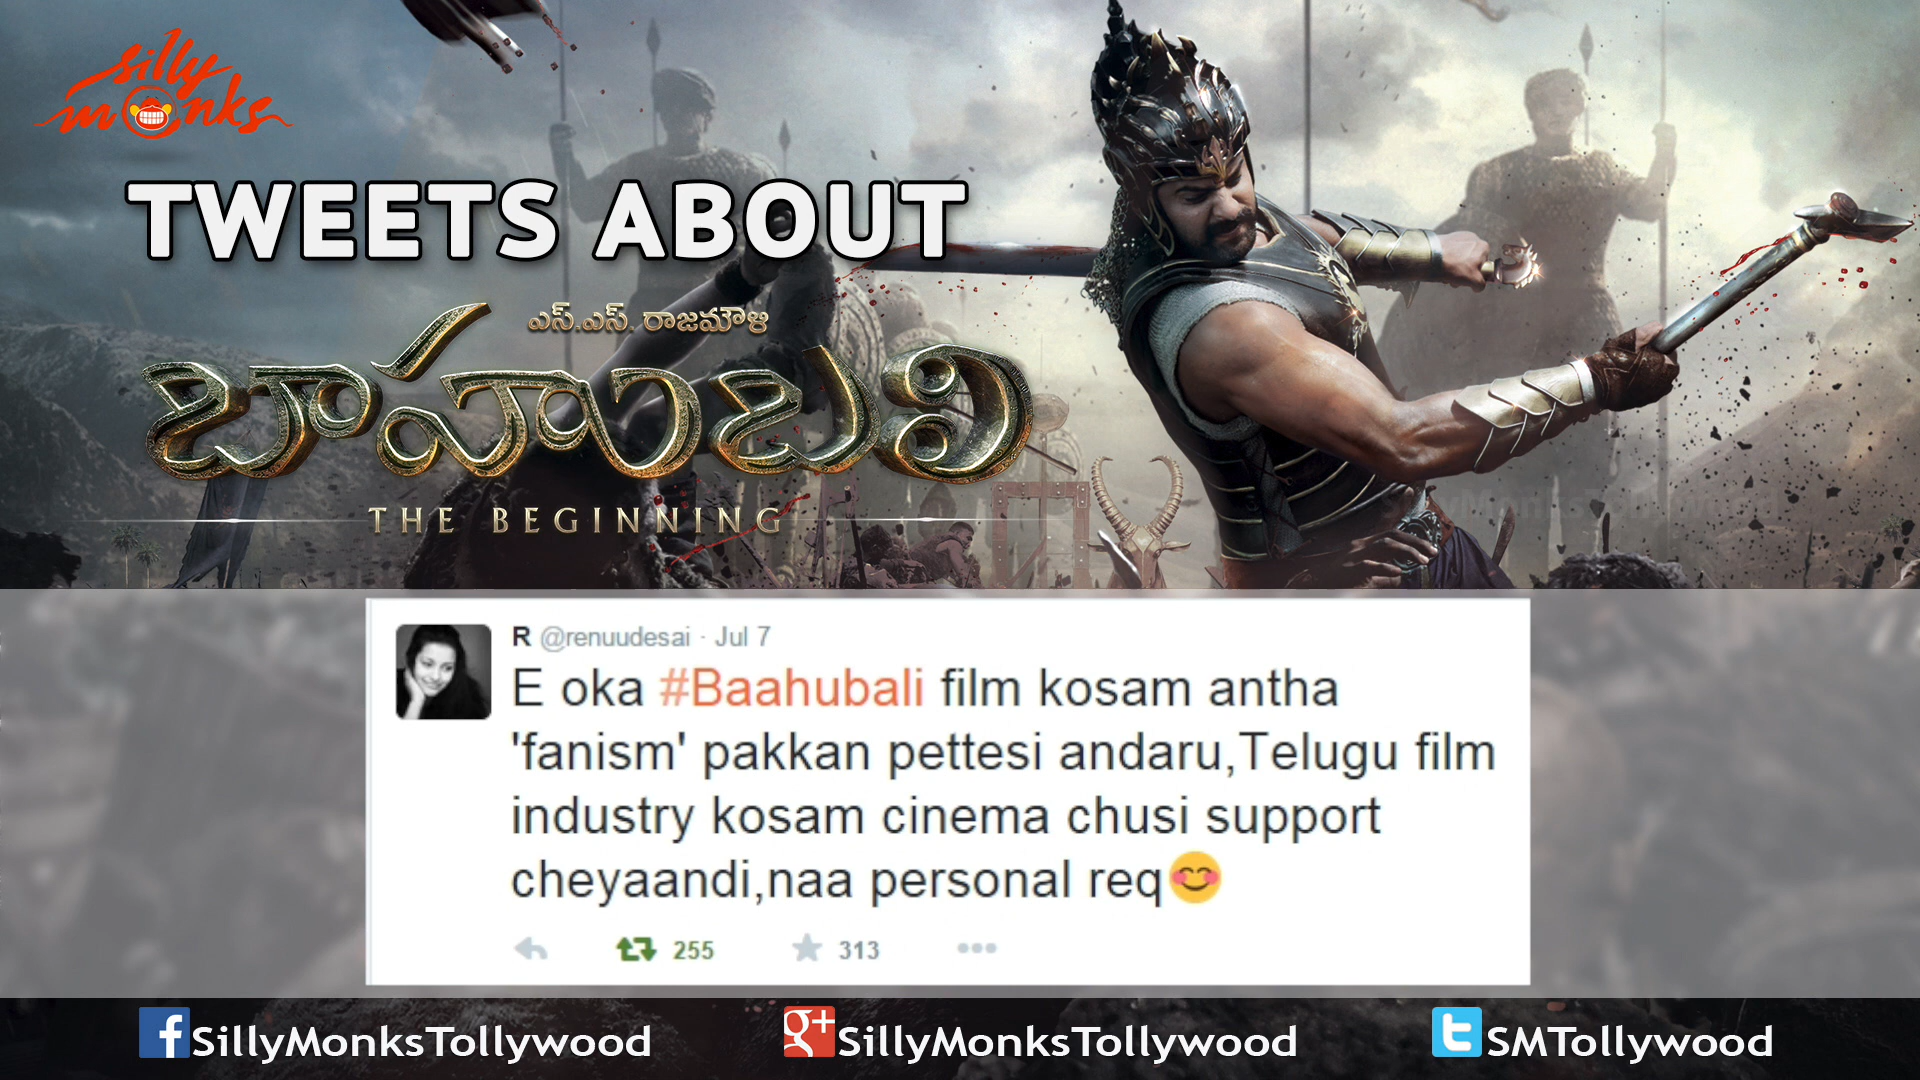 silly
monks
TWEETS ABOUT
ఎస్.ఎస్. రాజమౌళి
బాహుబలి
THE BEGINNING
R @renuudesai · Jul 7
E oka #Baahubali film kosam antha
'fanism' pakkan pettesi andaru,Telugu film
industry kosam cinema chusi support
cheyaandi,naa personal req😊
255 313
f SillyMonksTollywood g+ SillyMonksTollywood t SMTollywood